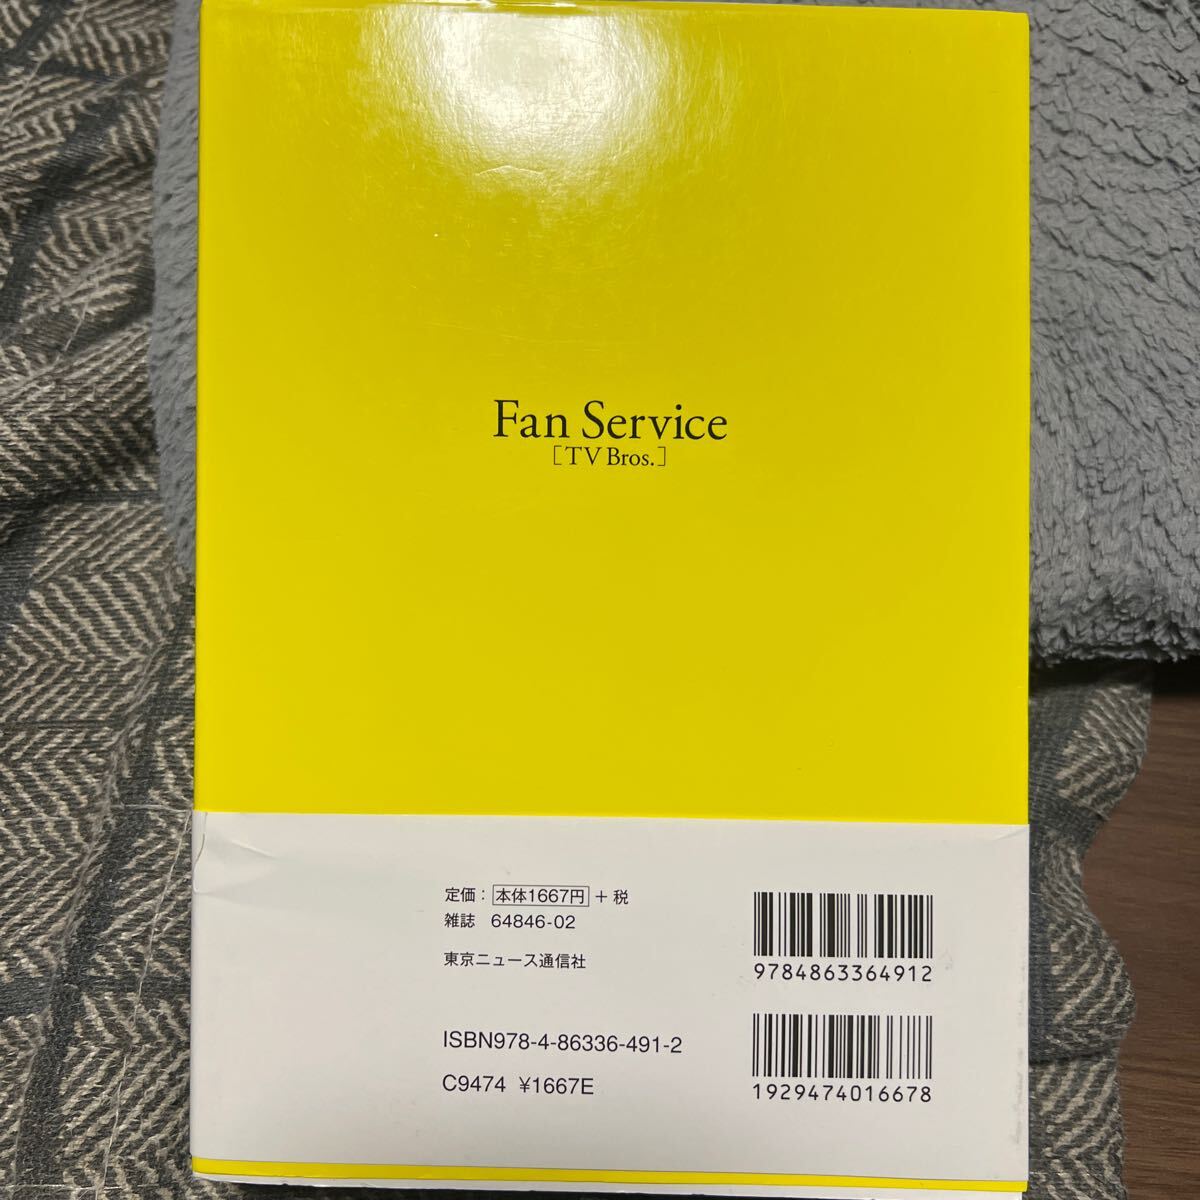 Fan Service
[TV Bros.]
定価：本体1667円＋税
雑誌 64846-02
東京ニュース通信社
9784863364912
ISBN978-4-86336-491-2
C9474 ¥1667E
1929474016678